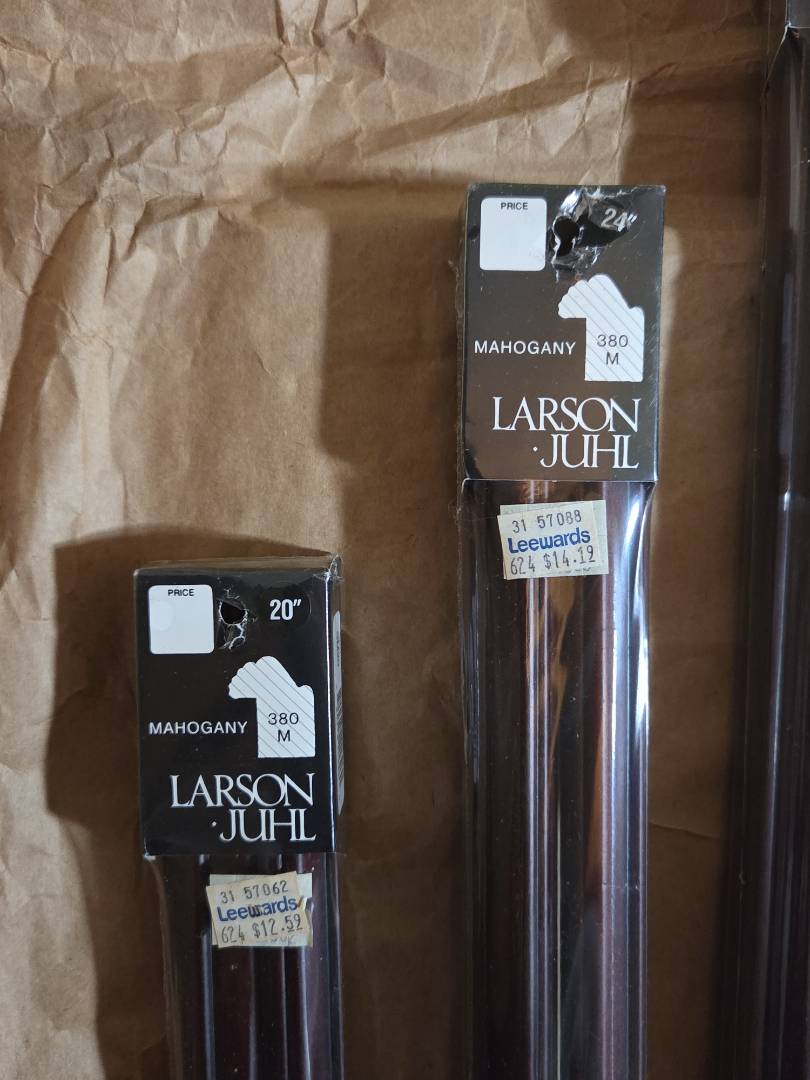 PRICE
24"
MAHOGANY
380
M
LARSON
·JUHL
31 57088
Leewards
624 $14.19
PRICE
20"
MAHOGANY
380
M
LARSON
·JUHL
31 57062
Leewards
624 $12.59